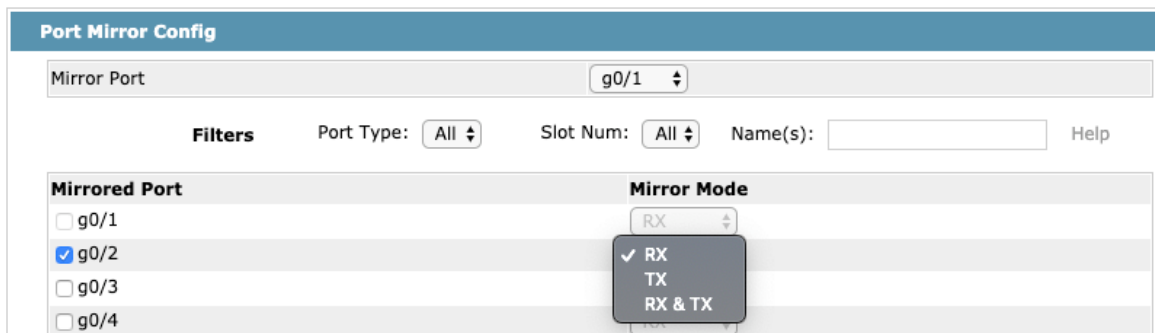 Port Mirror Config
Mirror Port g0/1
Filters Port Type: All Slot Num: All Name(s): Help
Mirrored Port Mirror Mode
g0/1 RX
g0/2 RX
TX
g0/3
RX & TX
g0/4 RX